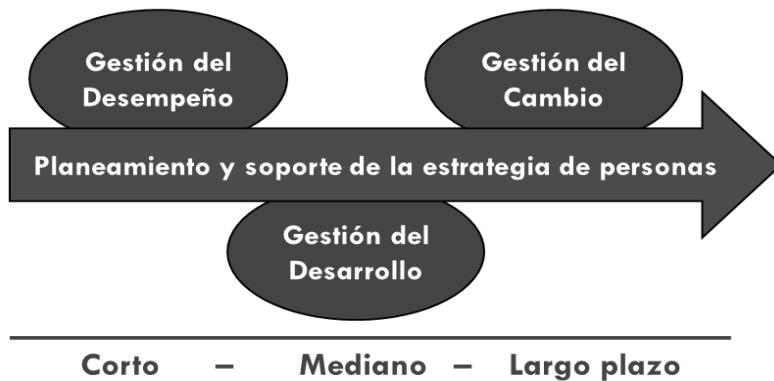 Gestión del
Desempeño
Gestión del
Cambio
Planeamiento y soporte de la estrategia de personas
Gestión del
Desarrollo
Corto – Mediano – Largo plazo